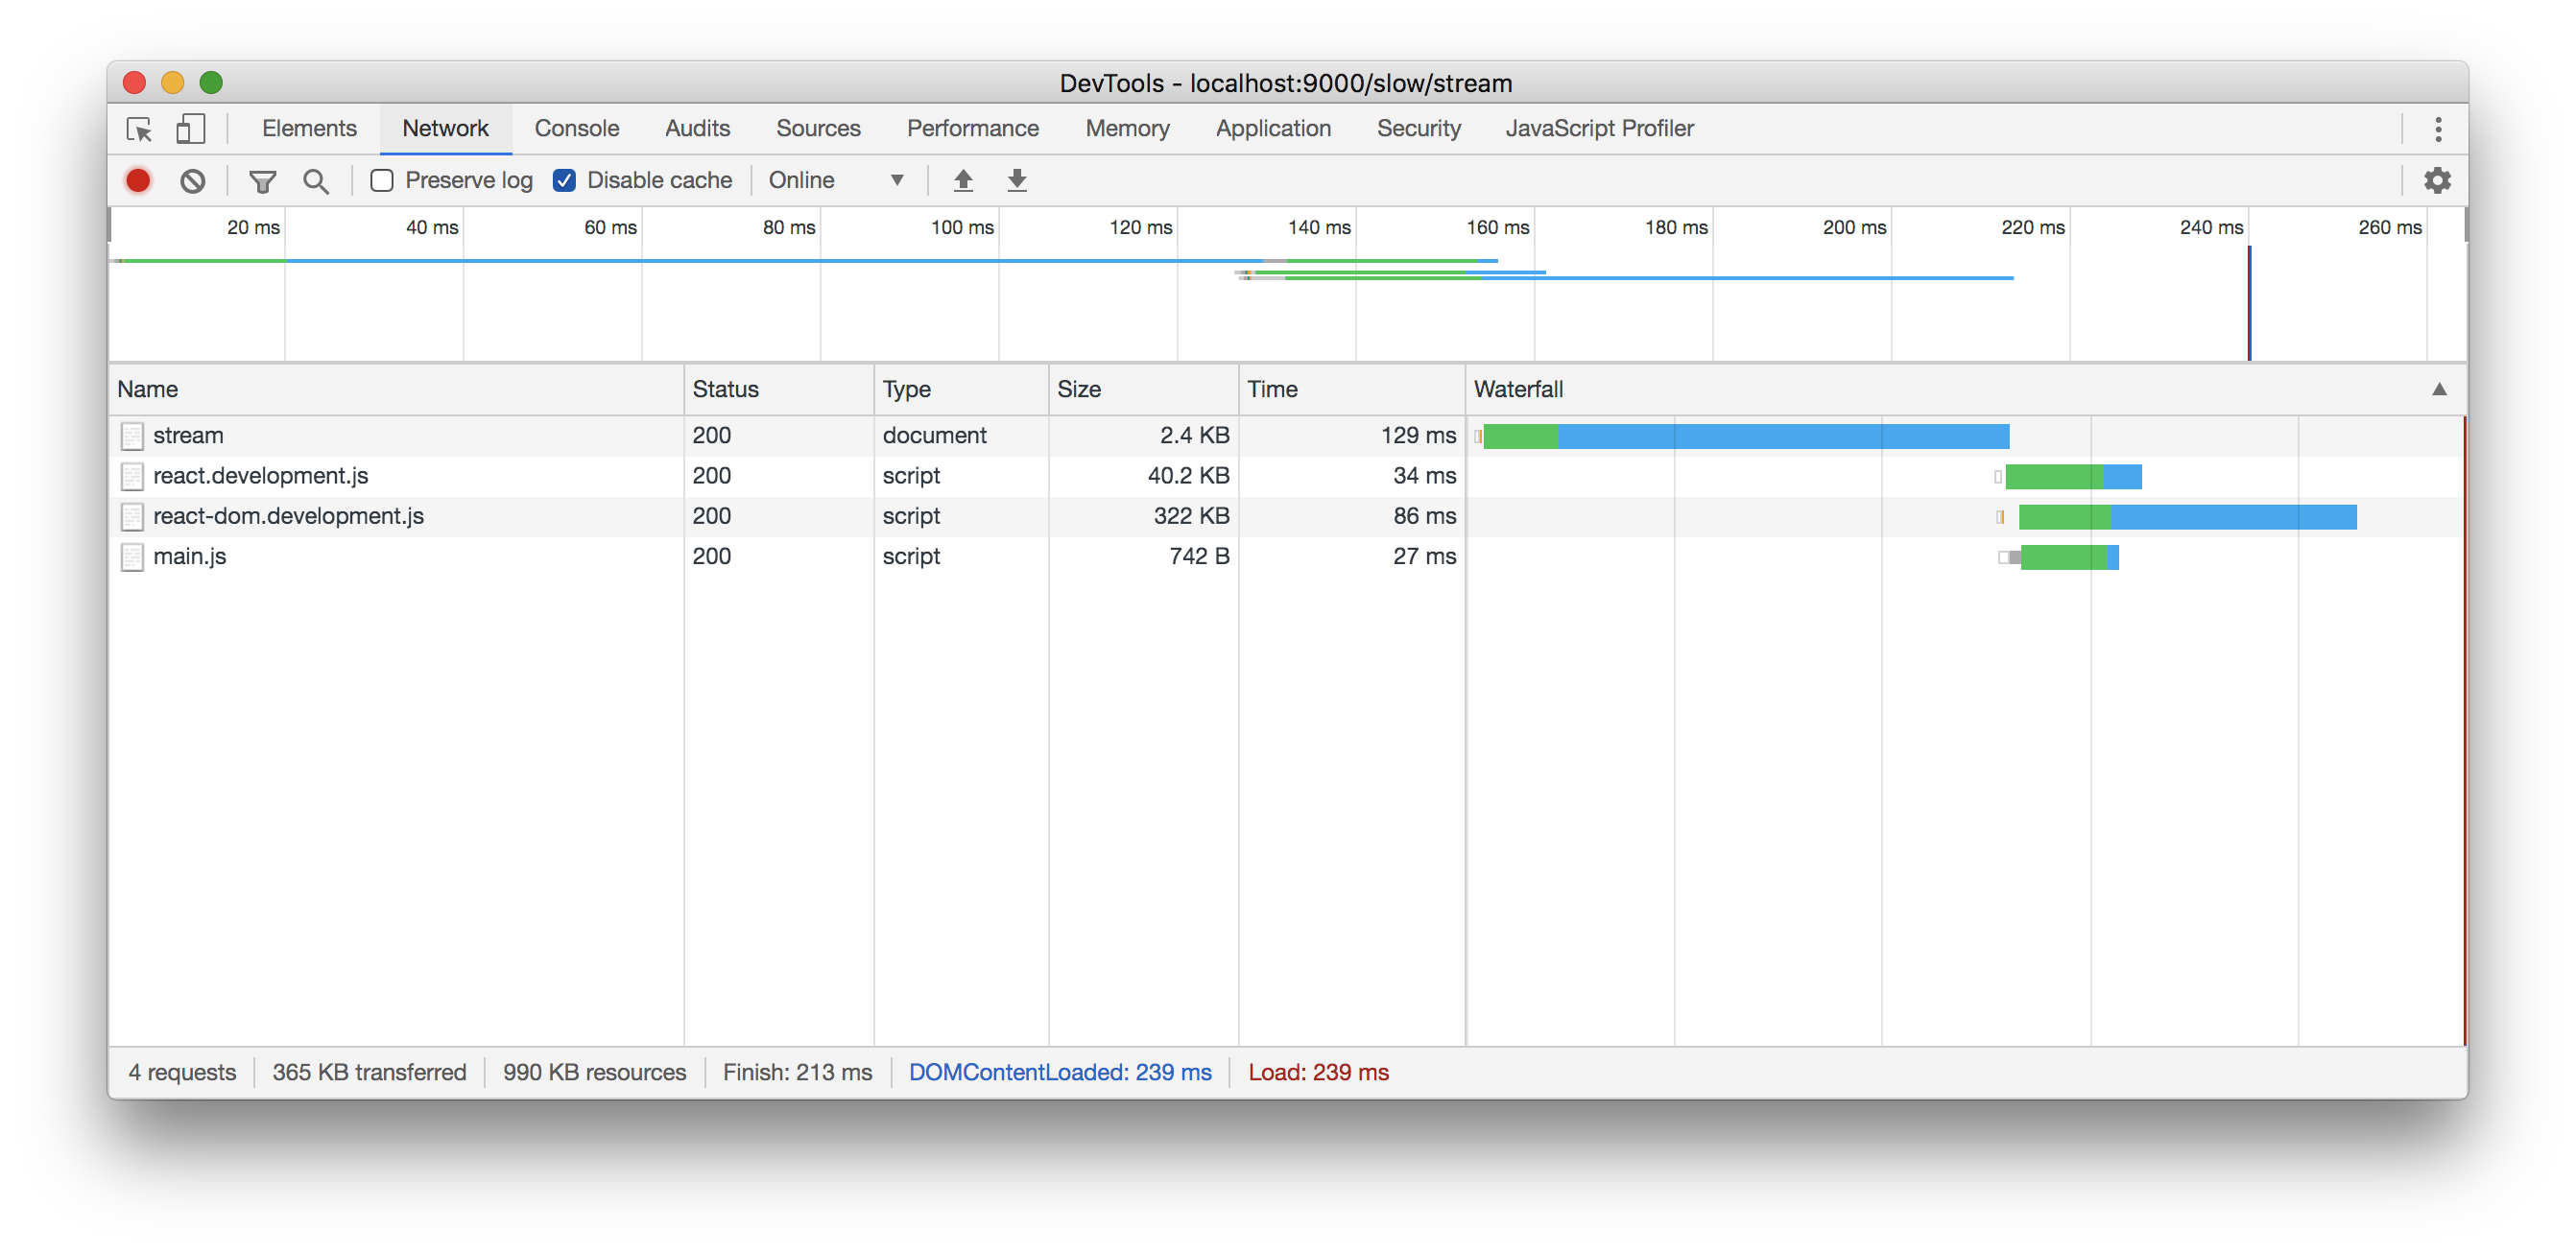 DevTools - localhost:9000/slow/stream
Elements Network Console Audits Sources Performance Memory Application Security JavaScript Profiler
Preserve log Disable cache Online
20 ms 40 ms 60 ms 80 ms 100 ms 120 ms 140 ms 160 ms 180 ms 200 ms 220 ms 240 ms 260 ms
Name Status Type Size Time Waterfall
stream 200 document 2.4 KB 129 ms
react.development.js 200 script 40.2 KB 34 ms
react-dom.development.js 200 script 322 KB 86 ms
main.js 200 script 742 B 27 ms
4 requests 365 KB transferred 990 KB resources Finish: 213 ms DOMContentLoaded: 239 ms Load: 239 ms